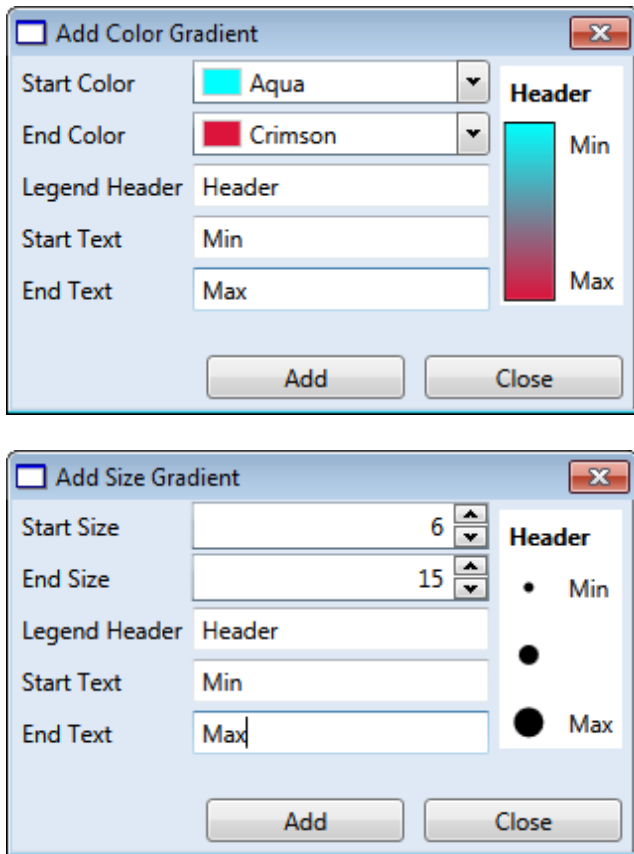 Add Color Gradient
Start Color Aqua
Header
End Color Crimson
Min
Legend Header Header
Start Text Min
End Text Max
Max
Add Close
Add Size Gradient
Start Size 6
Header
End Size 15
Min
Legend Header Header
Start Text Min
End Text Max
Max
Add Close